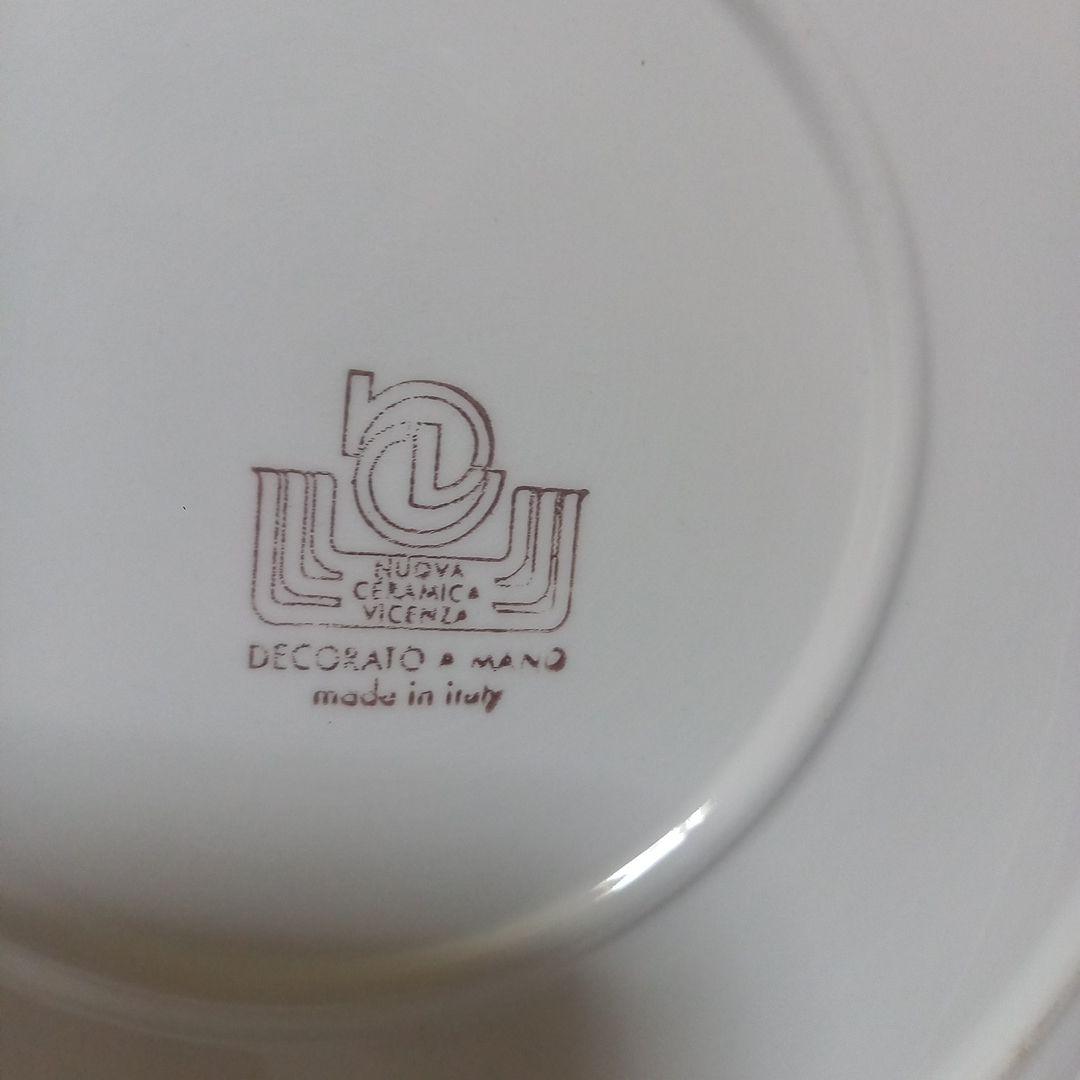 NUOVA
CERAMICA
VICENZA
DECORATO A MANO
made in italy